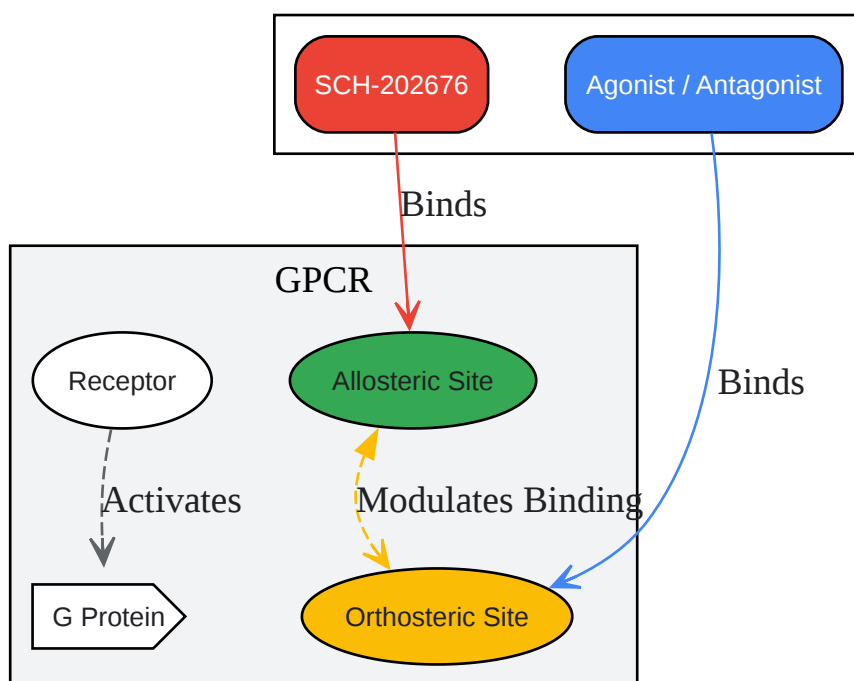 SCH-202676
Agonist / Antagonist
Binds
GPCR
Receptor
Allosteric Site
Binds
Activates
Modulates Binding
G Protein
Orthosteric Site